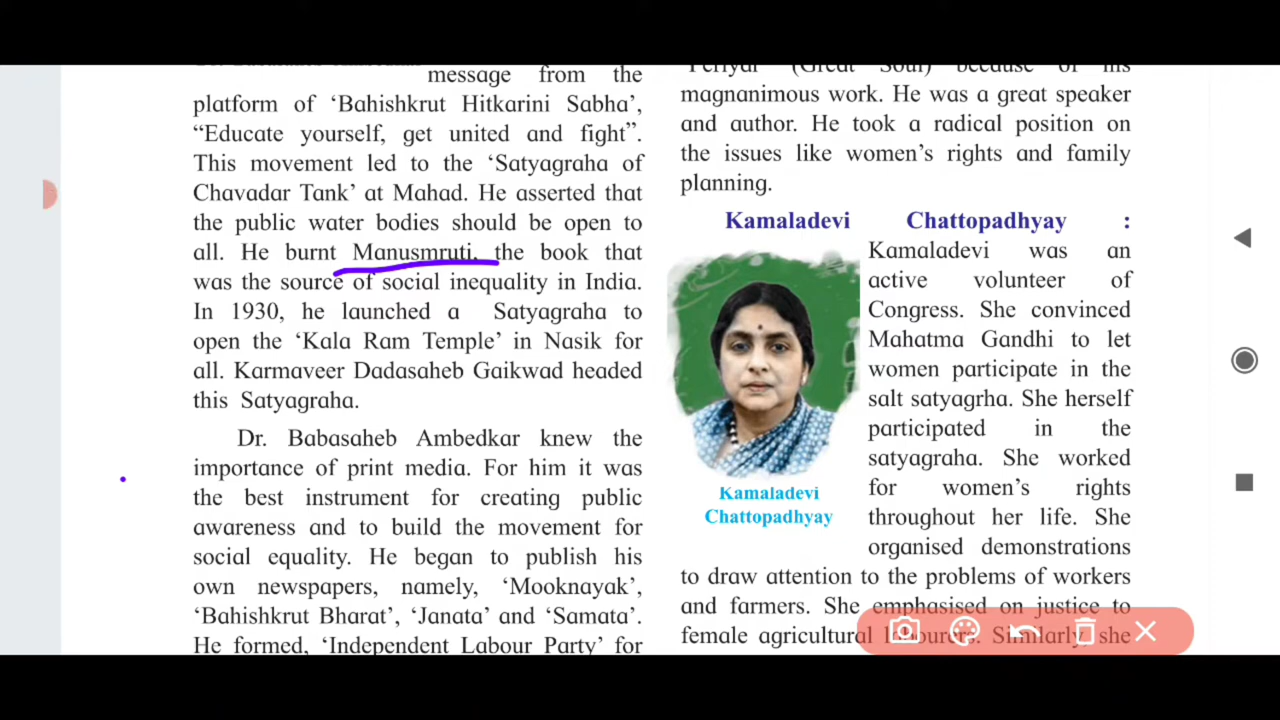 message from the
platform of ‘Bahishkrut Hitkarini Sabha’,
“Educate yourself, get united and fight”.
This movement led to the ‘Satyagraha of
Chavadar Tank’ at Mahad. He asserted that
the public water bodies should be open to
all. He burnt Manusmruti, the book that
was the source of social inequality in India.
In 1930, he launched a Satyagraha to
open the ‘Kala Ram Temple’ in Nasik for
all. Karmaveer Dadasaheb Gaikwad headed
this Satyagraha.
Dr. Babasaheb Ambedkar knew the
importance of print media. For him it was
the best instrument for creating public
awareness and to build the movement for
social equality. He began to publish his
own newspapers, namely, ‘Mooknayak’,
‘Bahishkrut Bharat’, ‘Janata’ and ‘Samata’.
He formed, ‘Independent Labour Party’ for
‘Periyar’ (Great Soul) because of his
magnanimous work. He was a great speaker
and author. He took a radical position on
the issues like women’s rights and family
planning.
Kamaladevi Chattopadhyay :
Kamaladevi was an
active volunteer of
Congress. She convinced
Mahatma Gandhi to let
women participate in the
salt satyagrha. She herself
participated in the
satyagraha. She worked
for women’s rights
throughout her life. She
organised demonstrations
to draw attention to the problems of workers
and farmers. She emphasised on justice to
female agricultural labourers. Similarly, she
Kamaladevi
Chattopadhyay